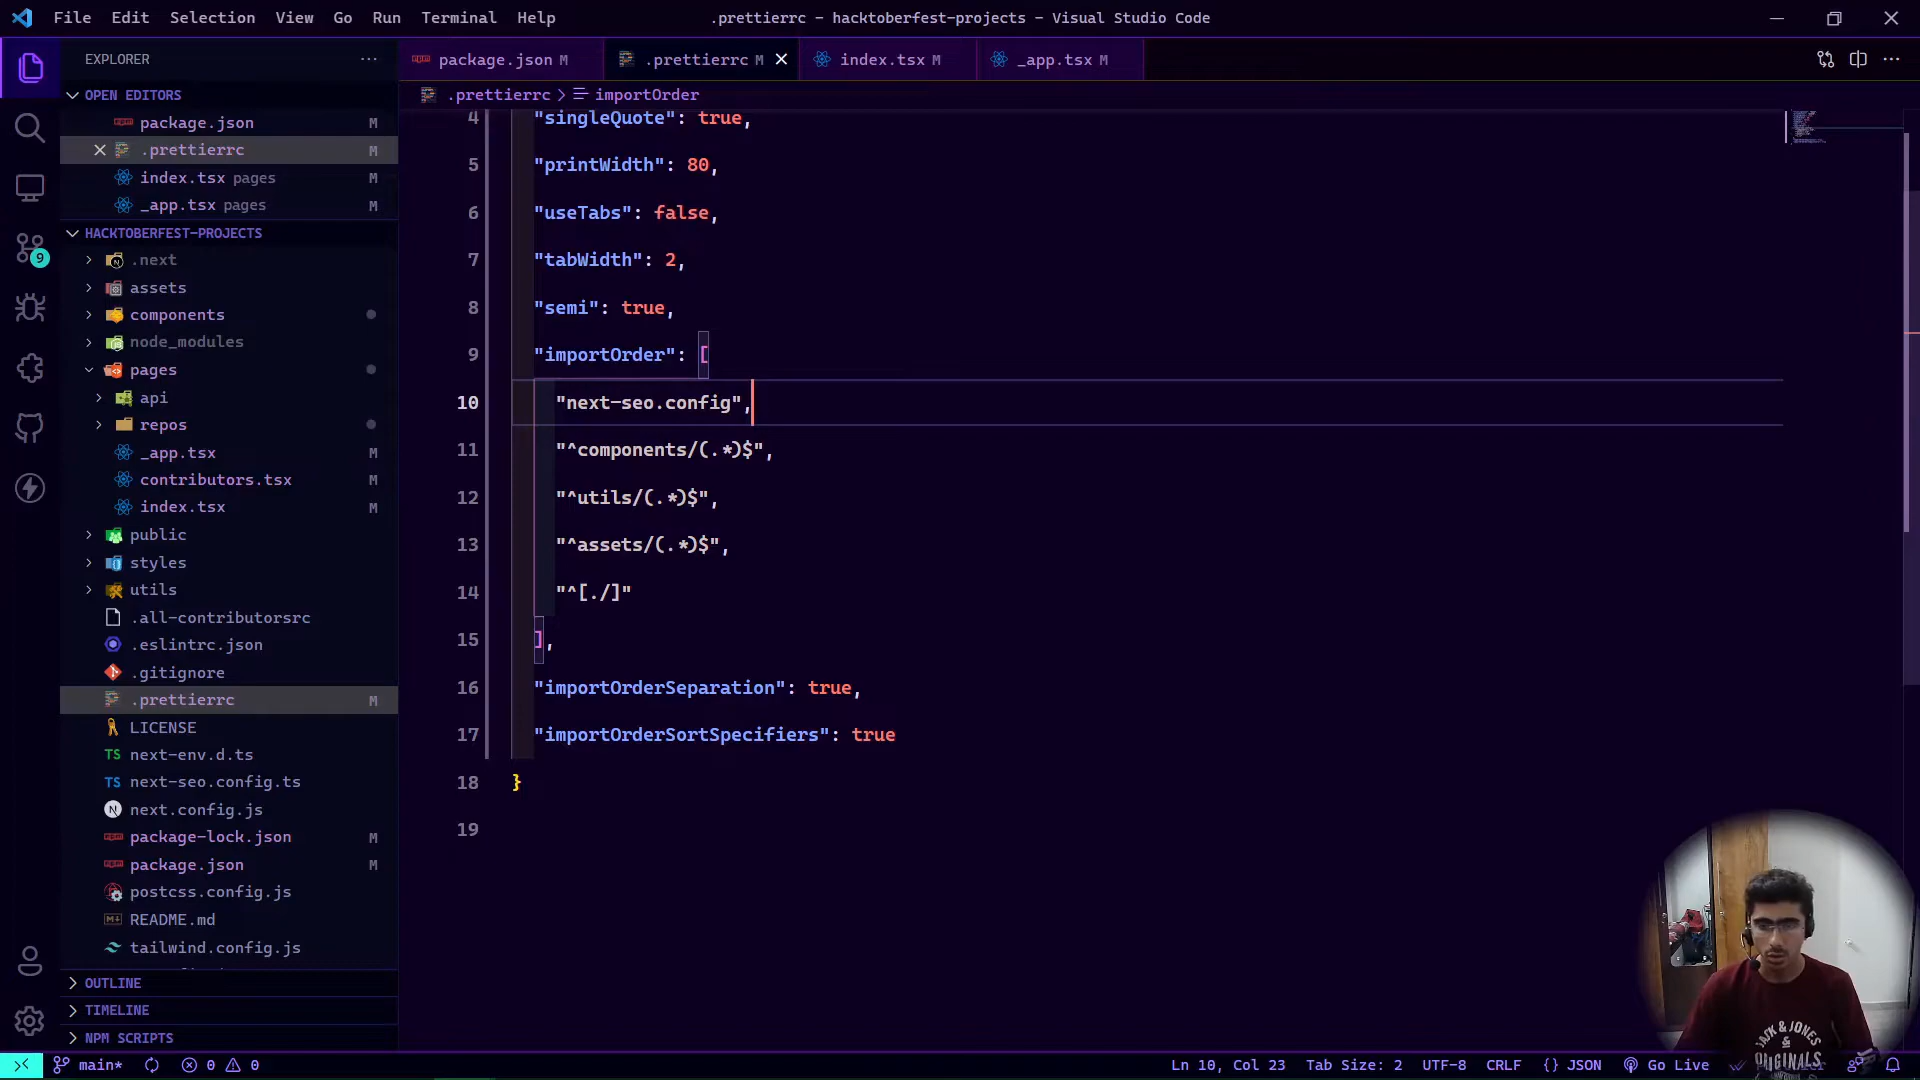 File Edit Selection View Go Run Terminal Help
.prettierrc - hacktoberfest-projects - Visual Studio Code
EXPLORER
package.json M
.prettierrc M
index.tsx M
_app.tsx M
OPEN EDITORS
package.json M
.prettierrc M
index.tsx pages M
_app.tsx pages M
HACKTOBERFEST-PROJECTS
.next
assets
components
node_modules
pages
api
repos
_app.tsx M
contributors.tsx M
index.tsx M
public
styles
utils
.all-contributorsrc
.eslintrc.json
.gitignore
.prettierrc M
LICENSE
TS next-env.d.ts
TS next-seo.config.ts
next.config.js
package-lock.json M
package.json M
postcss.config.js
README.md
tailwind.config.js
OUTLINE
TIMELINE
NPM SCRIPTS
9
.prettierrc > importOrder
4 "singleQuote": true,
5 "printWidth": 80,
6 "useTabs": false,
7 "tabWidth": 2,
8 "semi": true,
9 "importOrder": [
10 "next-seo.config",
11 "^components/(.*)$",
12 "^utils/(.*)$",
13 "^assets/(.*)$",
14 "^[./]"
15 ],
16 "importOrderSeparation": true,
17 "importOrderSortSpecifiers": true
18 }
19
JACK & JONES
ORIGINALS
main* 0 0
Ln 10, Col 23 Tab Size: 2 UTF-8 CRLF {} JSON Go Live